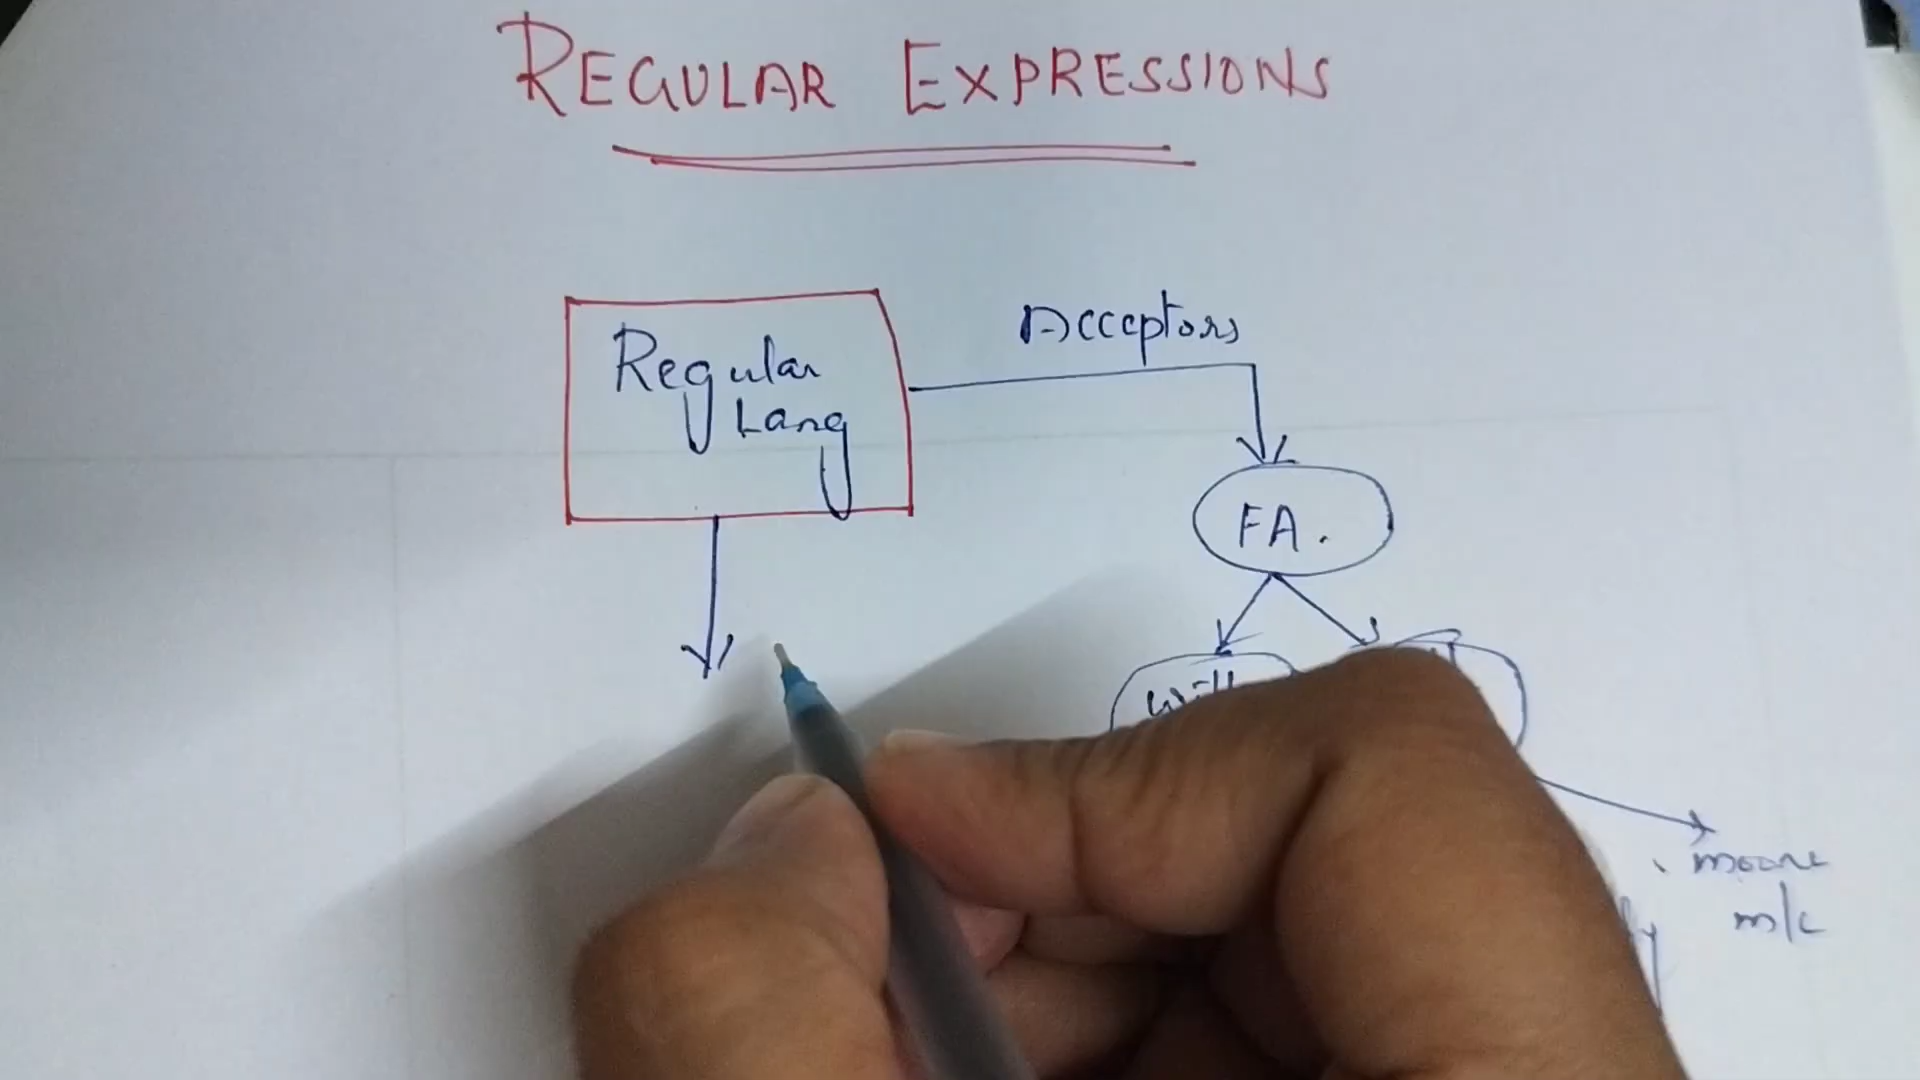 REGULAR EXPRESSIONS
Regular
Lang
Acceptors
FA.
moore
m/c